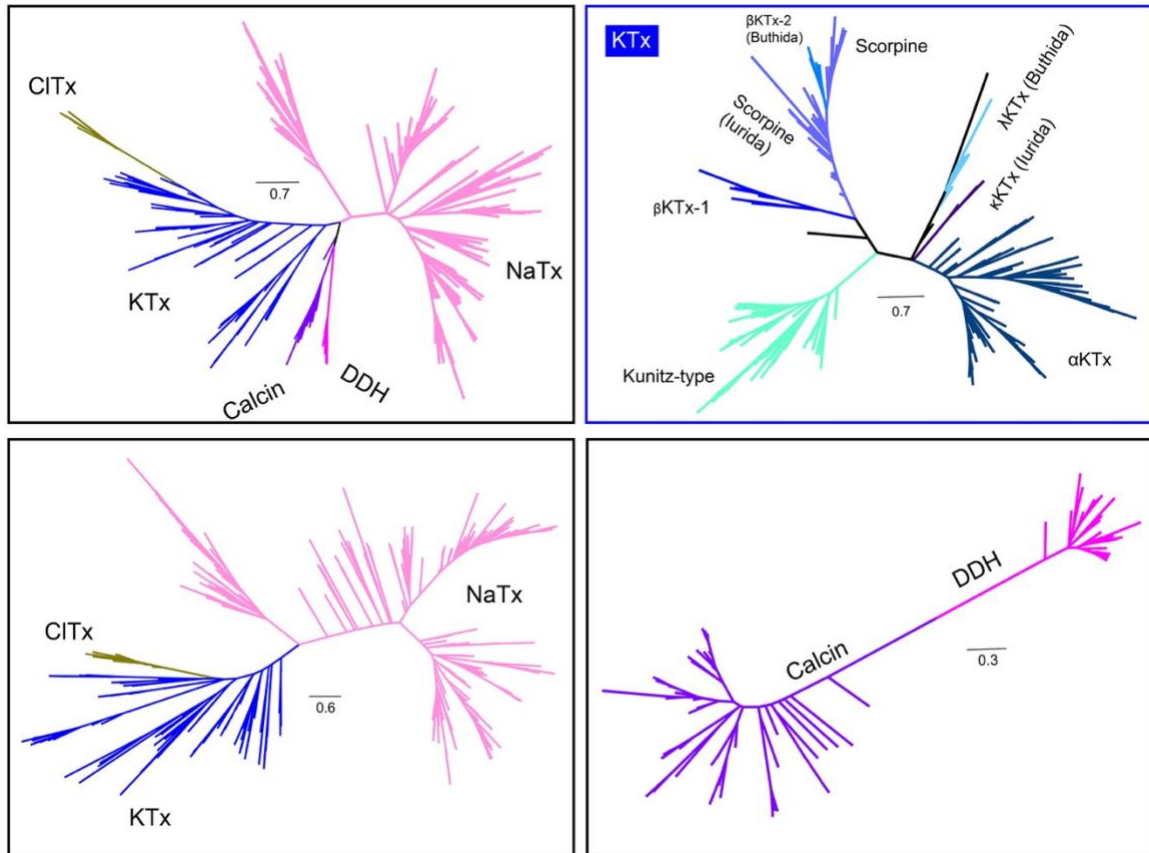 ClTx
0.7
KTx
NaTx
Calcin
DDH
KTx
βKTx-2
(Buthida)
Scorpine
Scorpine
(Iurida)
λKTx (Buthida)
κKTx (Iurida)
βKTx-1
0.7
Kunitz-type
αKTx
NaTx
ClTx
0.6
KTx
DDH
Calcin
0.3